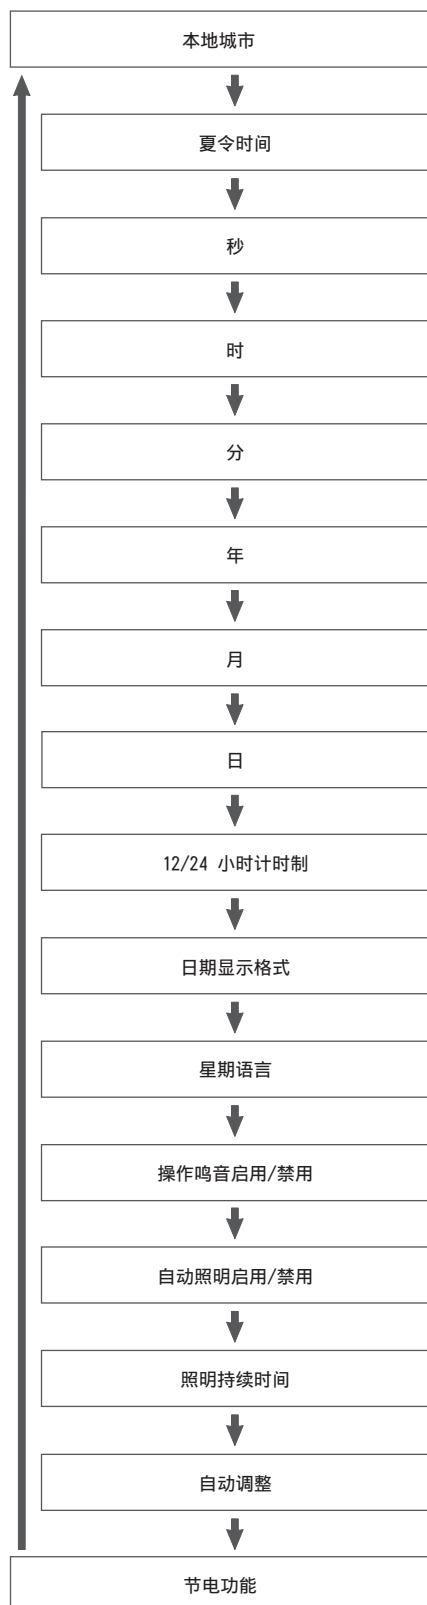 本地城市
夏令时间
秒
时
分
年
月
日
12/24 小时计时制
日期显示格式
星期语言
操作鸣音启用/禁用
自动照明启用/禁用
照明持续时间
自动调整
节电功能